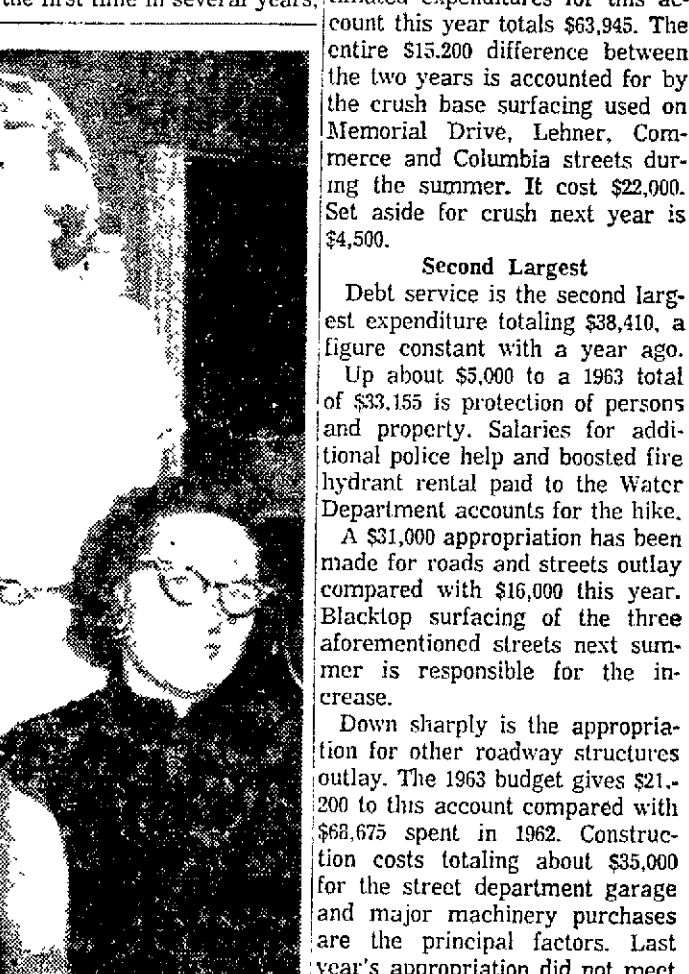 the first time in several years,
timated expenditures for this ac-
count this year totals $63,945. The
entire $15.200 difference between
the two years is accounted for by
the crush base surfacing used on
Memorial Drive, Lehner, Com-
merce and Columbia streets dur-
ing the summer. It cost $22,000.
Set aside for crush next year is
$4,500.
Second Largest
Debt service is the second larg-
est expenditure totaling $38,410, a
figure constant with a year ago.
Up about $5,000 to a 1963 total
of $33,155 is protection of persons
and property. Salaries for addi-
tional police help and boosted fire
hydrant rental paid to the Water
Department accounts for the hike.
A $31,000 appropriation has been
made for roads and streets outlay
compared with $16,000 this year.
Blacktop surfacing of the three
aforementioned streets next sum-
mer is responsible for the in-
crease.
Down sharply is the appropria-
tion for other roadway structures
outlay. The 1963 budget gives $21,-
200 to this account compared with
$68,675 spent in 1962. Construc-
tion costs totaling about $35,000
for the street department garage
and major machinery purchases
are the principal factors. Last
year's appropriation did not meet